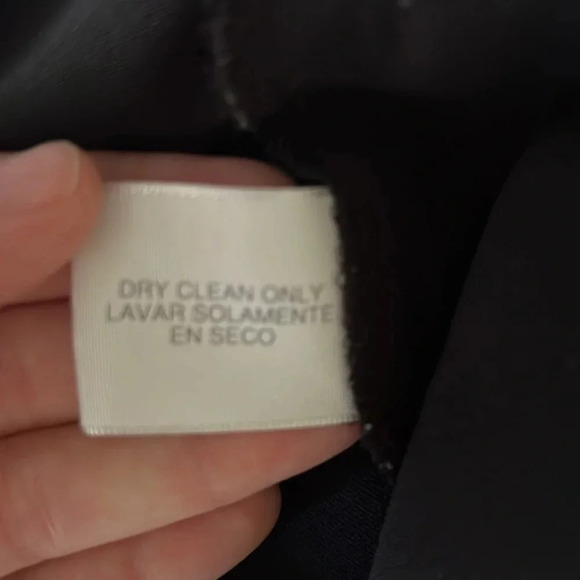 DRY CLEAN ONLY
LAVAR SOLAMENTE
EN SECO